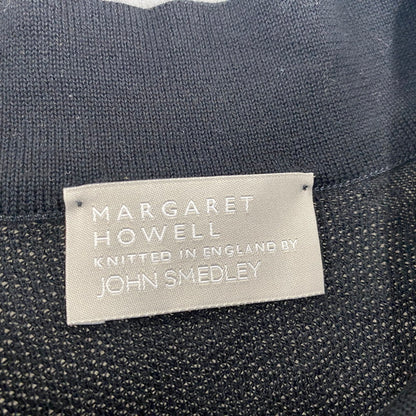 MARGARET
HOWELL
KNITTED IN ENGLAND BY
JOHN SMEDLEY